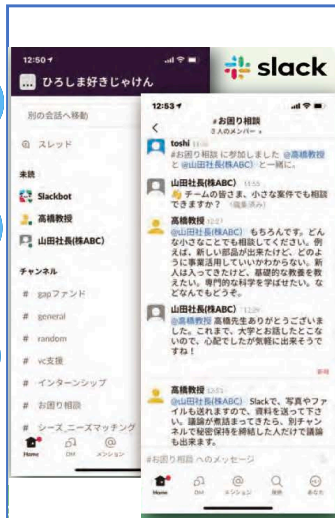 12:50
slack
ひろしま好きじゃけん
別の会話へ移動
スレッド
未読
Slackbot
高橋教授
山田社長(株ABC)
チャンネル
# gapファンド
# general
# random
# vc支援
# インターンシップ
# お困り相談
# シーズ_ニーズマッチング
Home
DM
メンション
12:53
#お困り相談
3人のメンバー
toshi
#お困り相談 に参加しました @高橋教授
と @山田社長(株ABC) と一緒に。
山田社長(株ABC) 11:55
チームの皆さま、小さな案件でも相談
できますか? (編集済み)
高橋教授 12:27
@山田社長(株ABC) もちろんです。どん
な小さなことでも相談してください。例
えば、新しい部品が出来たけど、どのよ
うに事業活用していいかわからない。新
人は入ってきたけど、基礎的な教養を教
えたい。専門的な科学を学ばせたい。な
どなんでもどうぞ。
山田社長(株ABC) 12:29
@高橋教授 高橋先生ありがとうございま
した。これまで、大学とお話したとこな
いので、心配でしたが気軽に出来そうで
すね!
新規
高橋教授 12:53
@山田社長(株ABC) Slackで、写真やファ
イルも送れますので、資料を送って下さ
い。議論が煮詰まってきたら、別チャン
ネルで秘密保持を締結した人だけで議論
も出来ます。
#お困り相談 へのメッセージ
Home
DM
メンション
検索
あなた